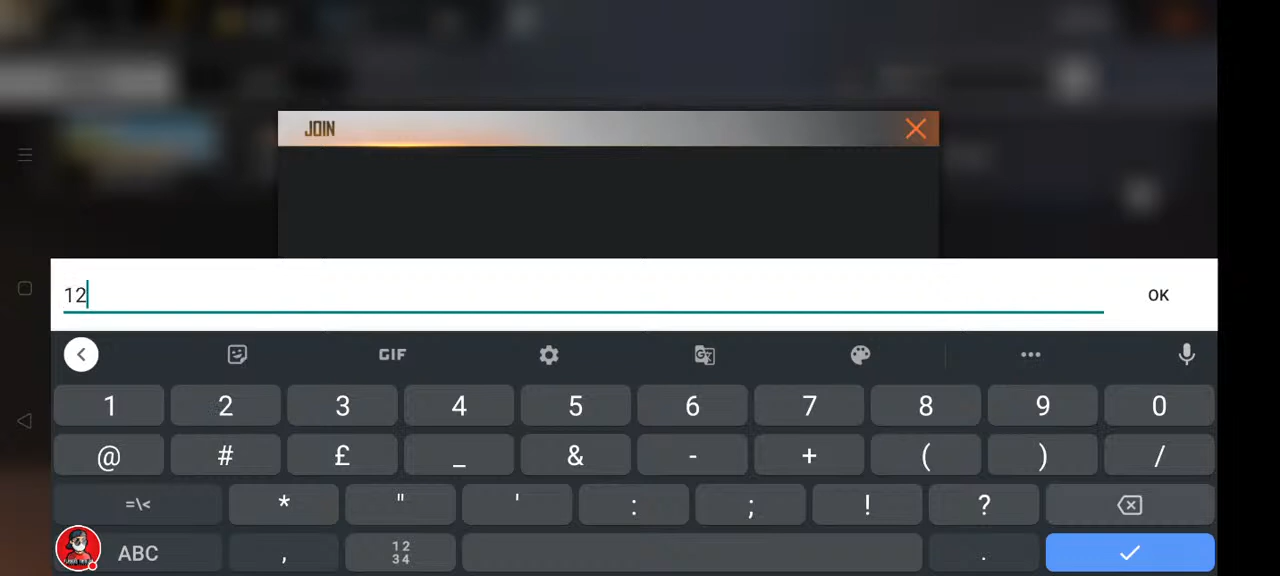 JOIN
12
OK
GIF
1 2 3 4 5 6 7 8 9 0
@ # £ _ & - + ( ) /
=\< * " ' : ; ! ?
ABC , 12 34 .